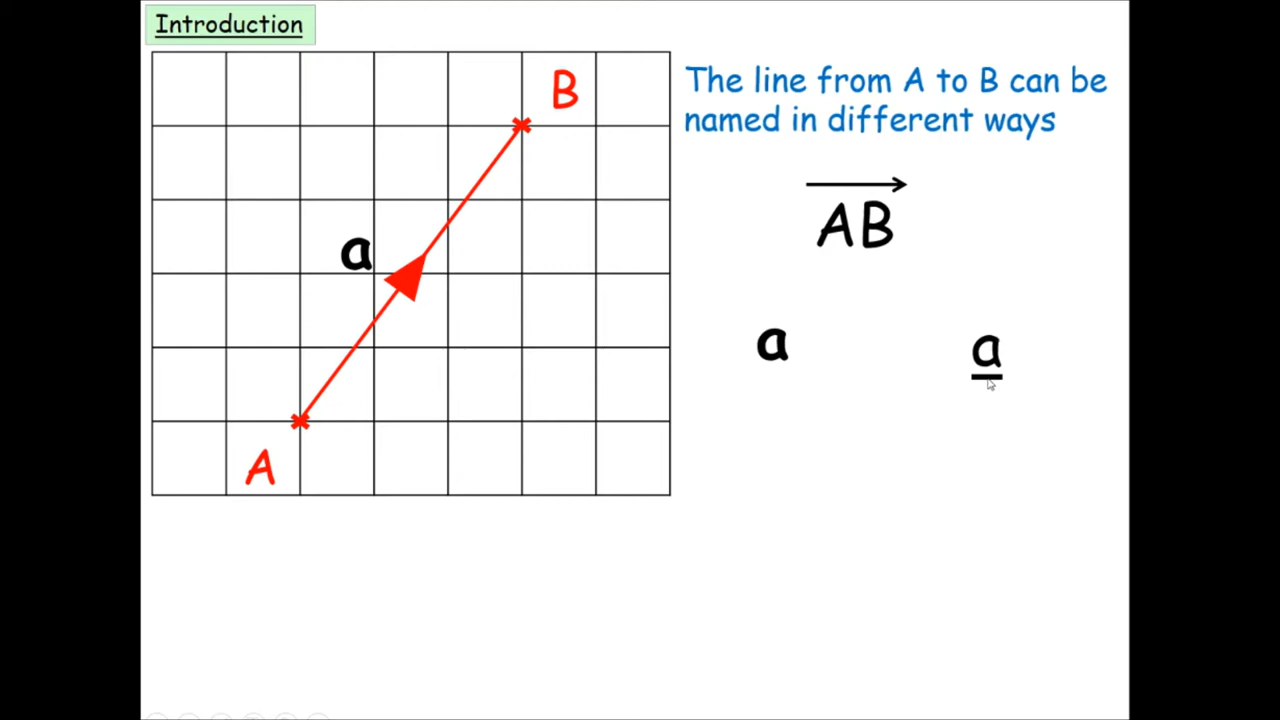 Introduction
B
The line from A to B can be
named in different ways
AB
a
a
a
A